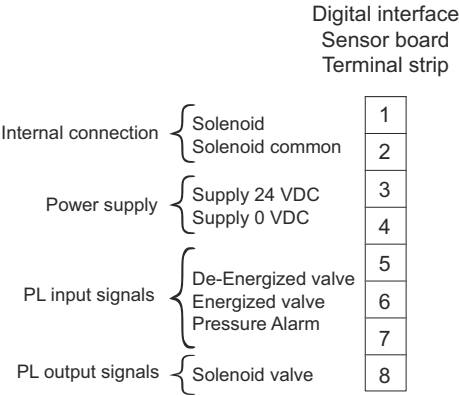 Digital interface
Sensor board
Terminal strip
Internal connection
Solenoid
Solenoid common
1
2
Power supply
Supply 24 VDC
Supply 0 VDC
3
4
PL input signals
De-Energized valve
Energized valve
Pressure Alarm
5
6
7
PL output signals
Solenoid valve
8